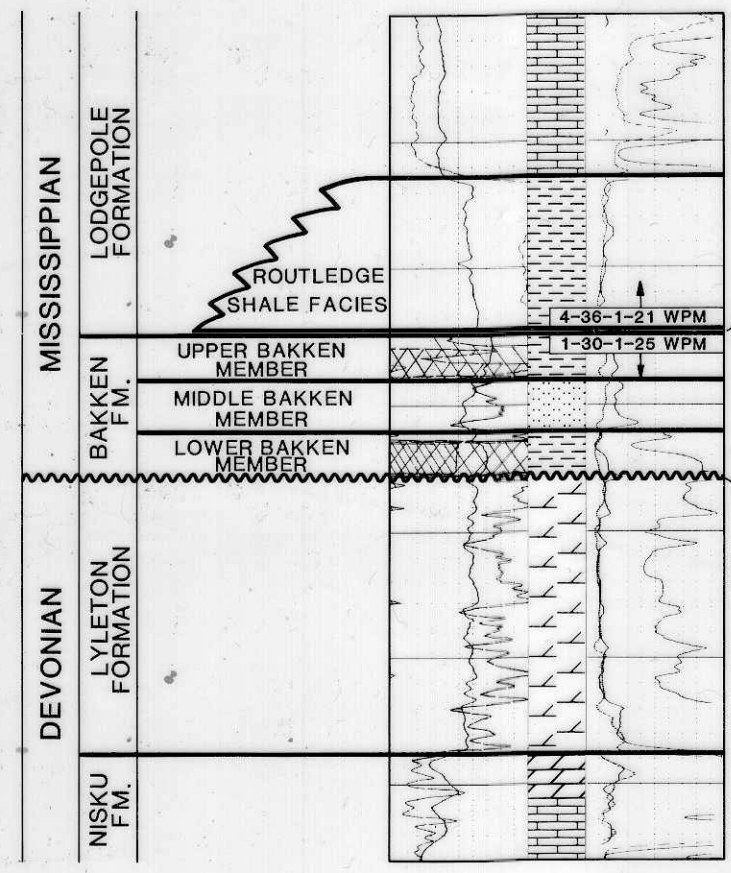 MISSISSIPPIAN
LODGEPOLE
FORMATION
ROUTLEDGE
SHALE FACIES
4-36-1-21 WPM
1-30-1-25 WPM
BAKKEN
FM.
UPPER BAKKEN
MEMBER
MIDDLE BAKKEN
MEMBER
LOWER BAKKEN
MEMBER
DEVONIAN
LYLETON
FORMATION
NISKU
FM.